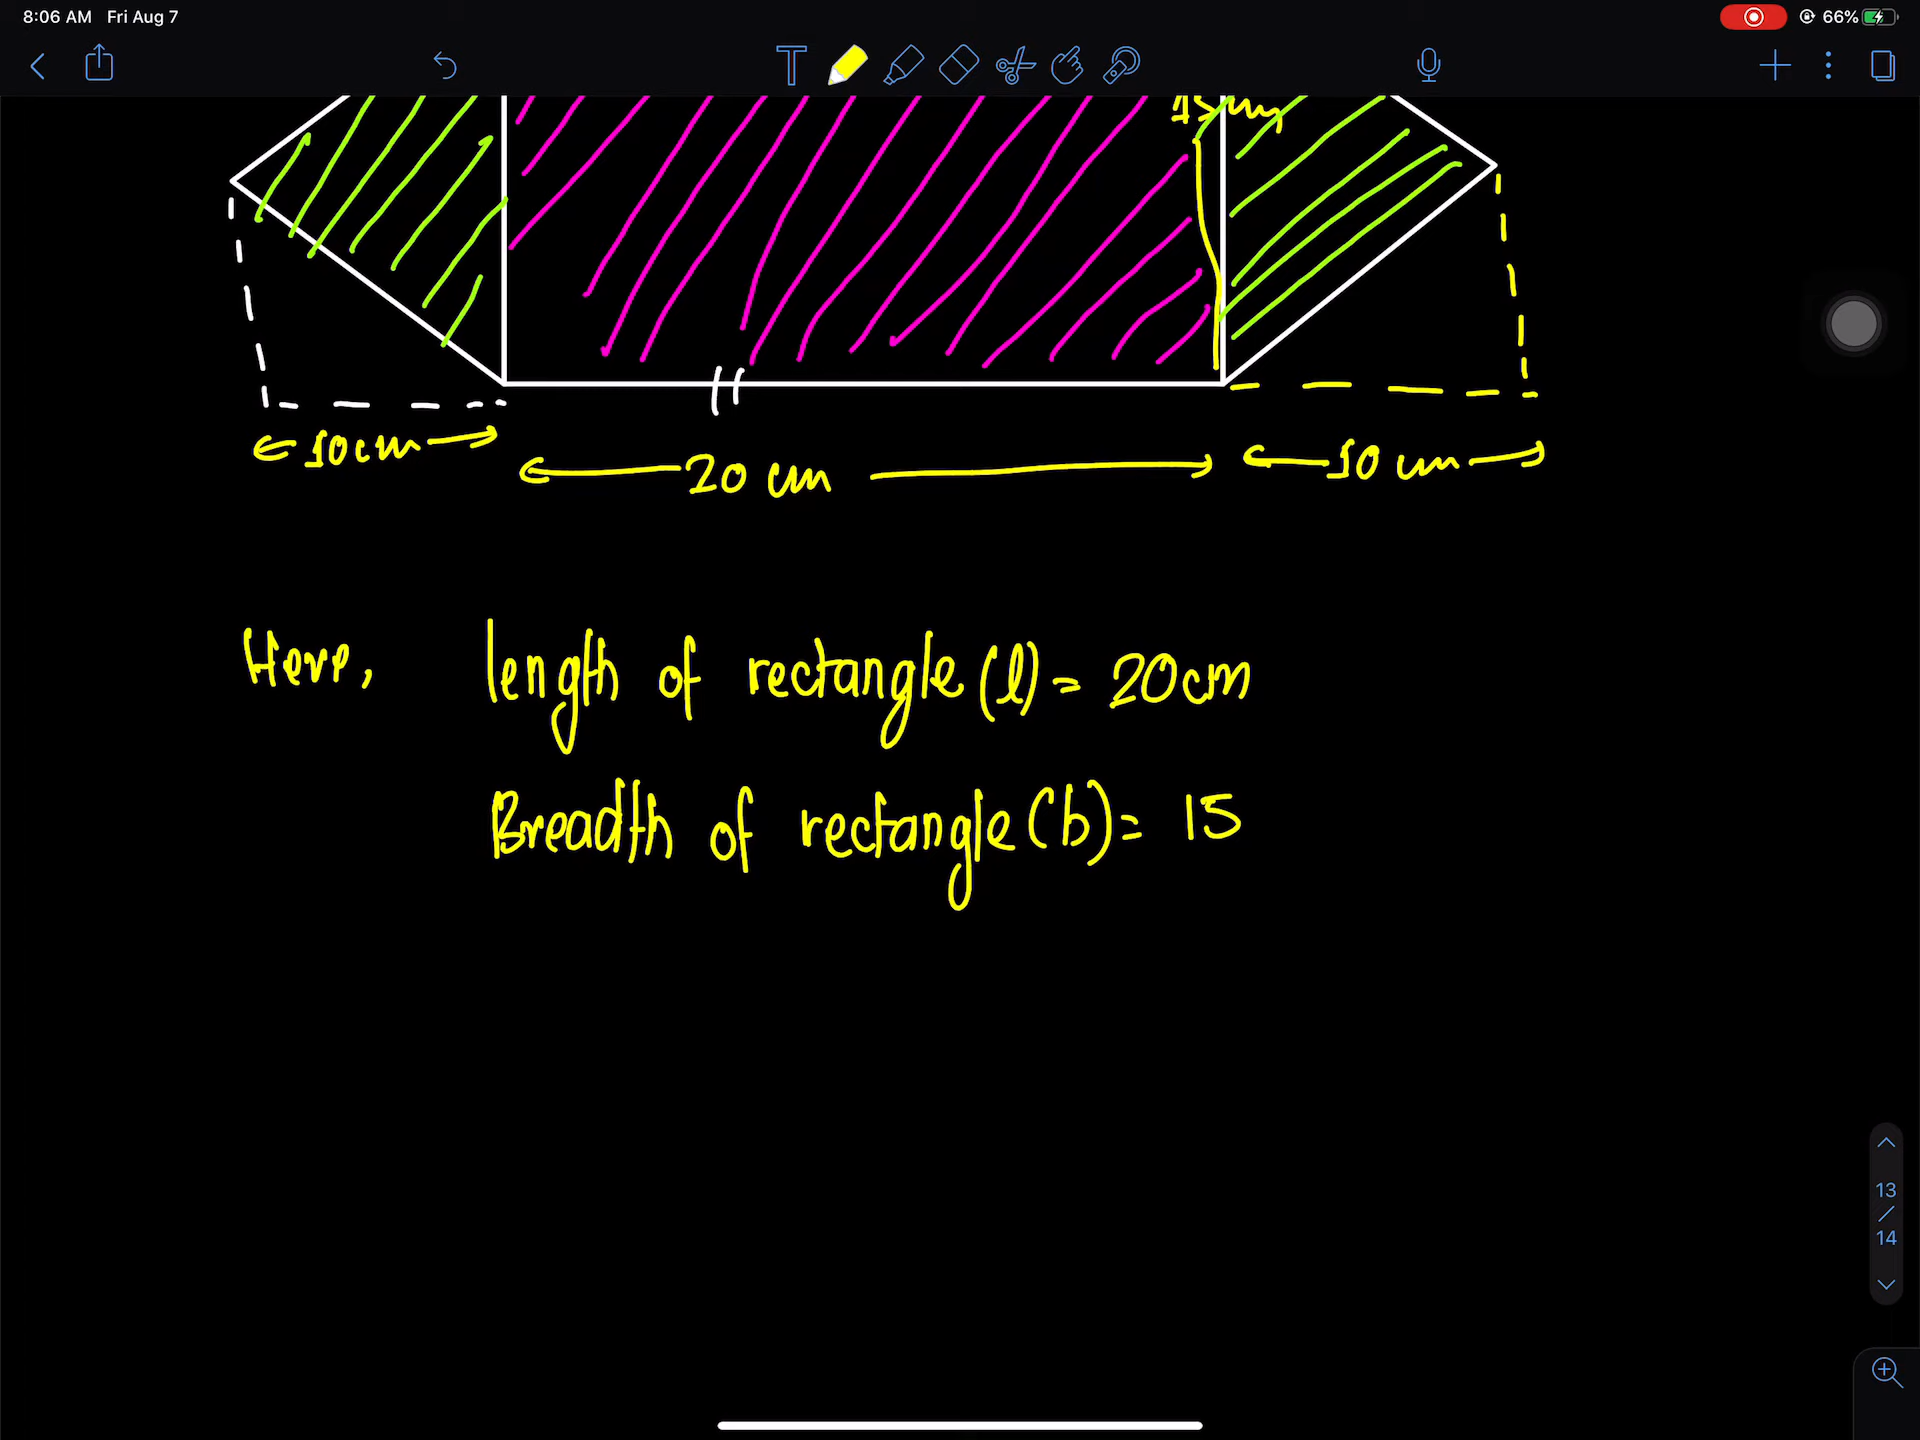 8:06 AM Fri Aug 7
66%
15cm
10cm
20 cm
10 cm
Here, length of rectangle (l) = 20cm
Breadth of rectangle (b) = 15
13
/
14